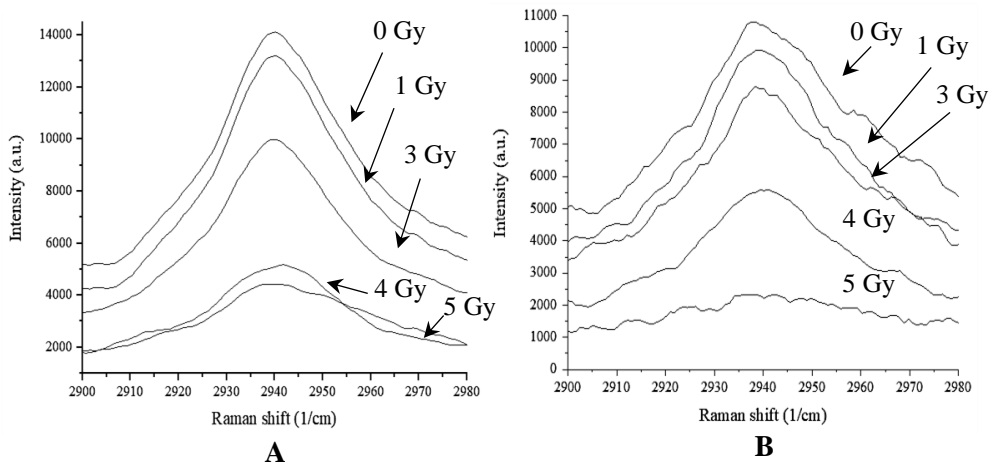 14000
12000
10000
8000
6000
4000
2000
Intensity (a.u.)
0 Gy
1 Gy
3 Gy
4 Gy
5 Gy
2900 2910 2920 2930 2940 2950 2960 2970 2980
Raman shift (1/cm)
A
11000
10000
9000
8000
7000
6000
5000
4000
3000
2000
1000
0
Intensity (a.u.)
0 Gy
1 Gy
3 Gy
4 Gy
5 Gy
2900 2910 2920 2930 2940 2950 2960 2970 2980
Raman shift (1/cm)
B